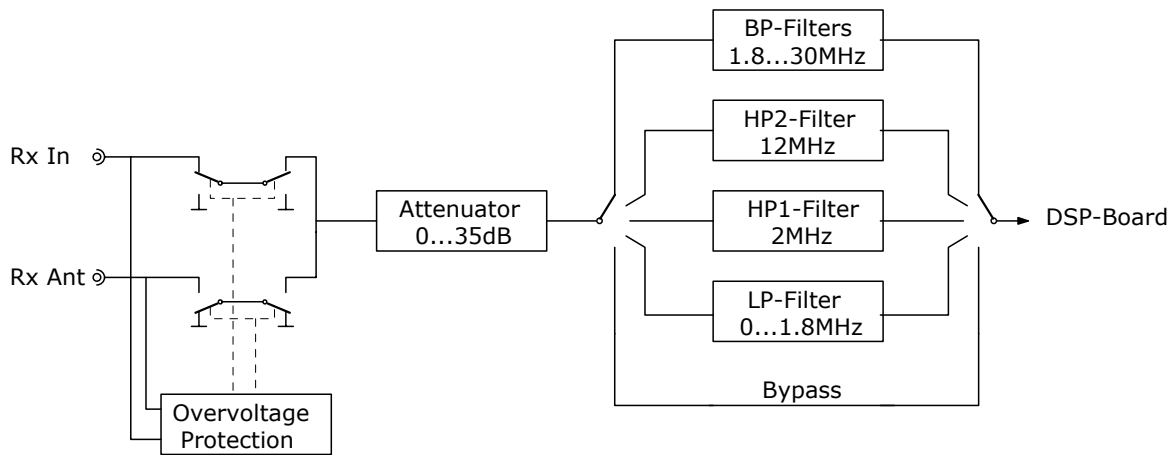 BP-Filters
1.8...30MHz
HP2-Filter
12MHz
Rx In
Attenuator
0...35dB
HP1-Filter
2MHz
DSP-Board
Rx Ant
LP-Filter
0...1.8MHz
Bypass
Overvoltage
Protection